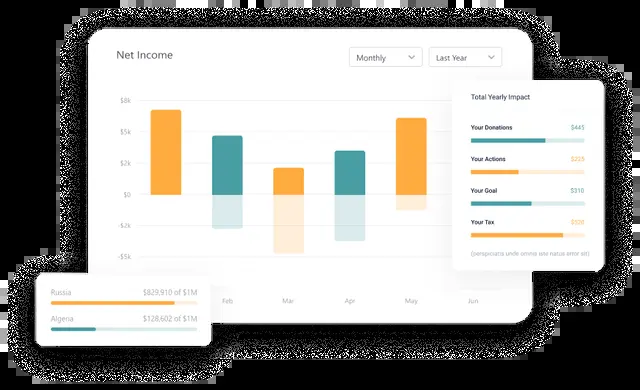 Net Income
Monthly
Last Year
$8k
$5k
$2k
$0
-$2k
-$5k
Feb
Mar
Apr
May
Jun
Total Yearly Impact
Your Donations $445
Your Actions $225
Your Goal $310
Your Tax
(perspiciatis unde omnis iste natus error sit)
Russia $829,910 of $1M
Algeria $128,602 of $1M